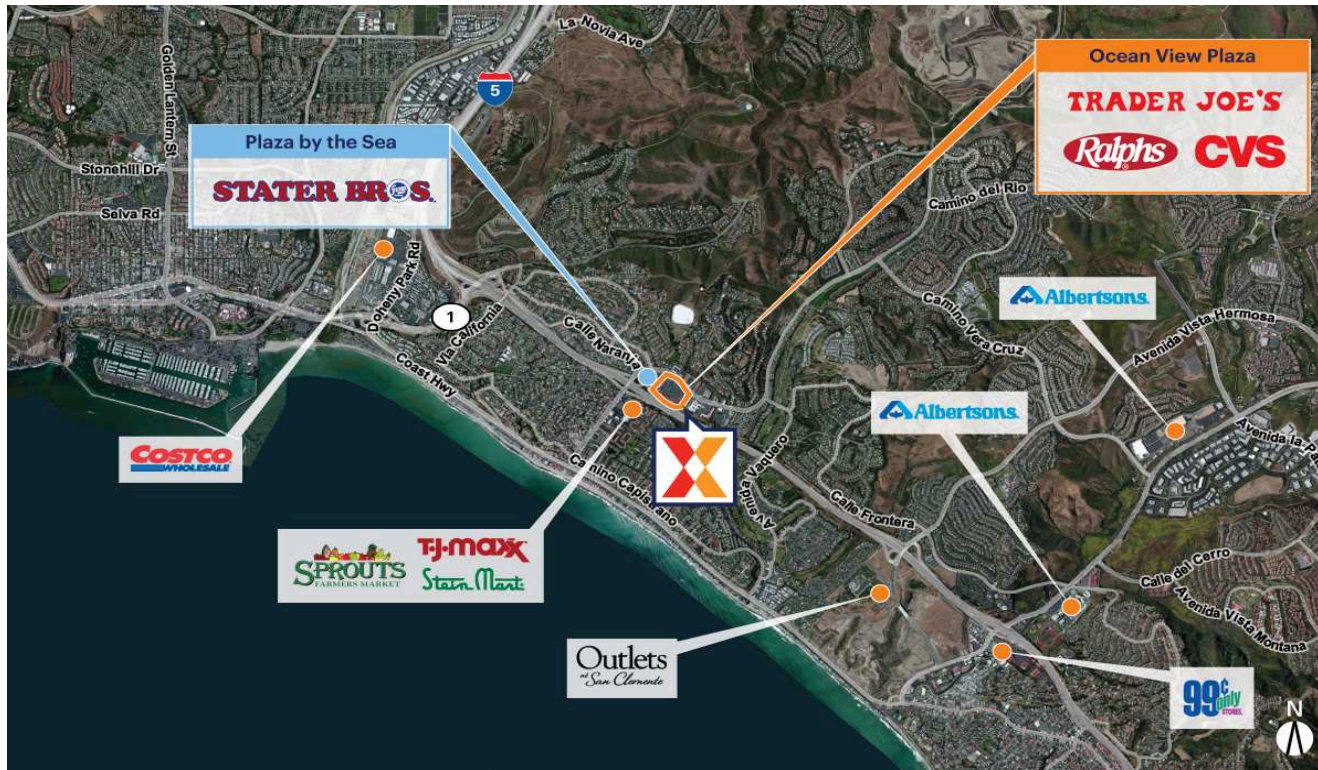 La Novia Ave
Golden Lantern St
5
Ocean View Plaza
TRADER JOE'S
Ralphs
CVS
Plaza by the Sea
STATER BROS.
Stonehill Dr
Selva Rd
Camino del Rio
Doheny Park Rd
1
Via California
Calle Naranja
Coast Hwy
Camino Vera Cruz
Albertsons
Avenida Vista Hermosa
Albertsons
Avenida la Pa
COSTCO
WHOLESALE
Camino Capistrano
Avenida Vaquero
Calle Frontera
SPROUTS
FARMERS MARKET
T·J·maxx
Stein Mart
X
Calle del Cerro
Avenida Vista Montana
Outlets
at San Clemente
99¢
only
STORES
N